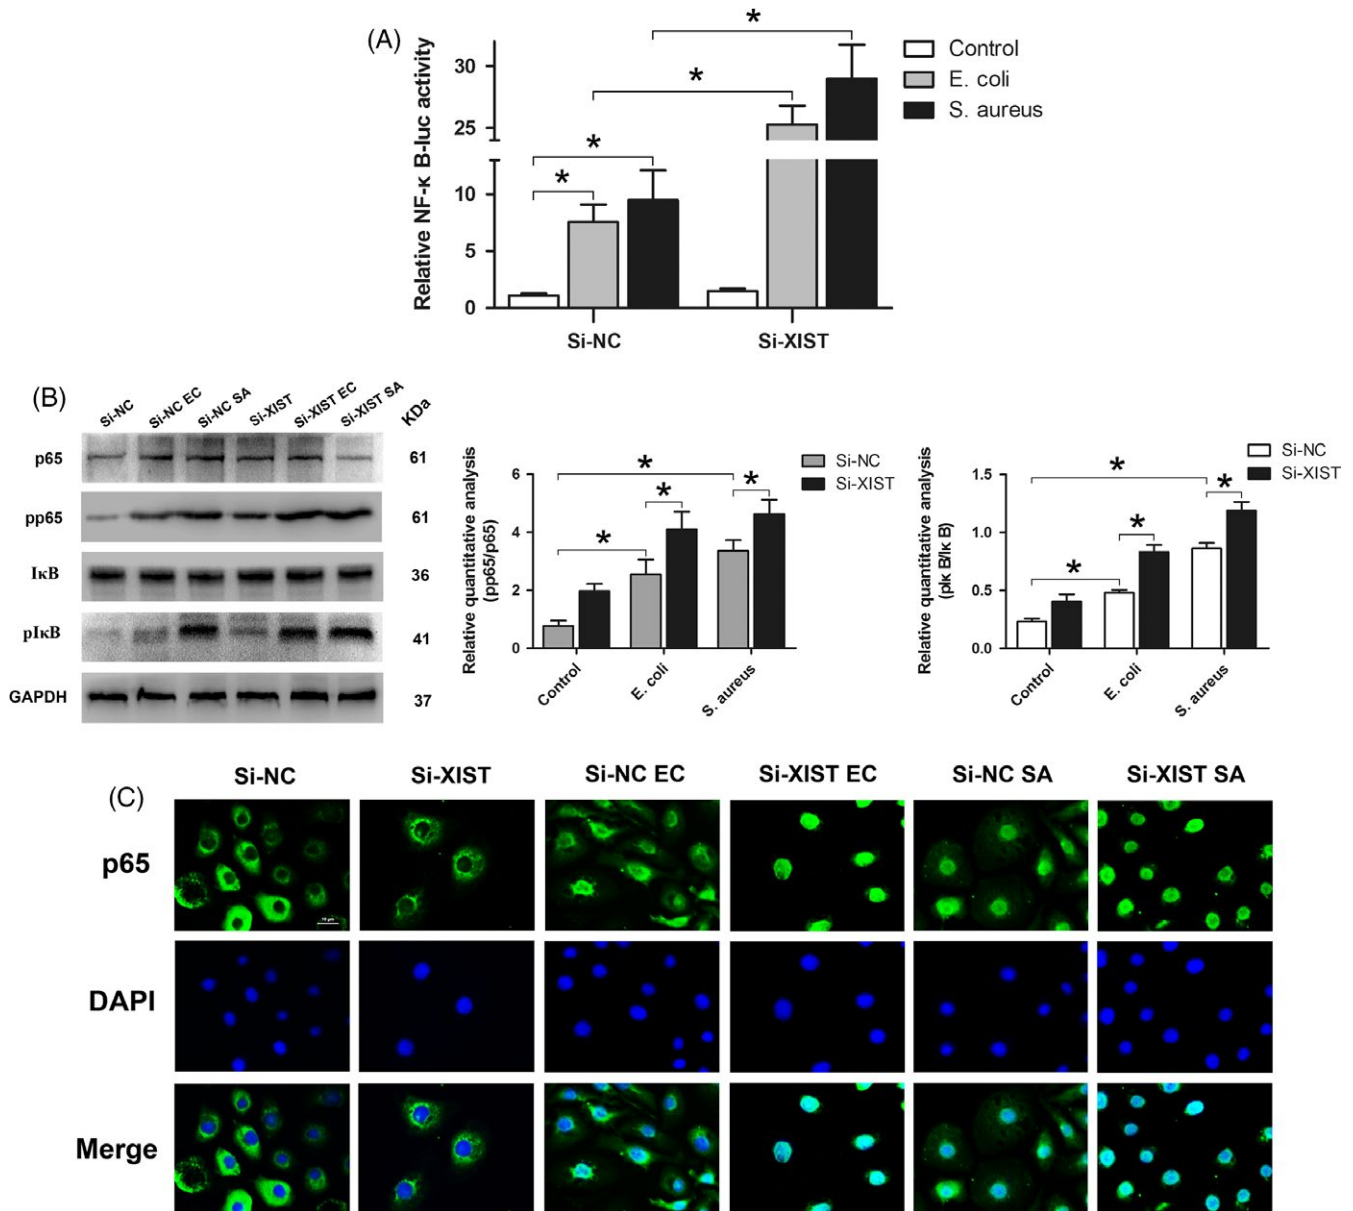 (A)
Relative NF-κ B-luc activity
30
25
10
5
0
*
*
*
*
Control
E. coli
S. aureus
Si-NC
Si-XIST
(B)
Si-NC
Si-NC EC
Si-NC SA
Si-XIST
Si-XIST EC
Si-XIST SA
KDa
p65
61
pp65
61
IκB
36
pIκB
41
GAPDH
37
Relative quantitative analysis
(pp65/p65)
6
4
2
0
*
*
*
*
Si-NC
Si-XIST
Control
E. coli
S. aureus
Relative quantitative analysis
(pIκ B/Iκ B)
1.5
1.0
0.5
0.0
*
*
*
*
Si-NC
Si-XIST
Control
E. coli
S. aureus
(C)
Si-NC
Si-XIST
Si-NC EC
Si-XIST EC
Si-NC SA
Si-XIST SA
p65
DAPI
Merge